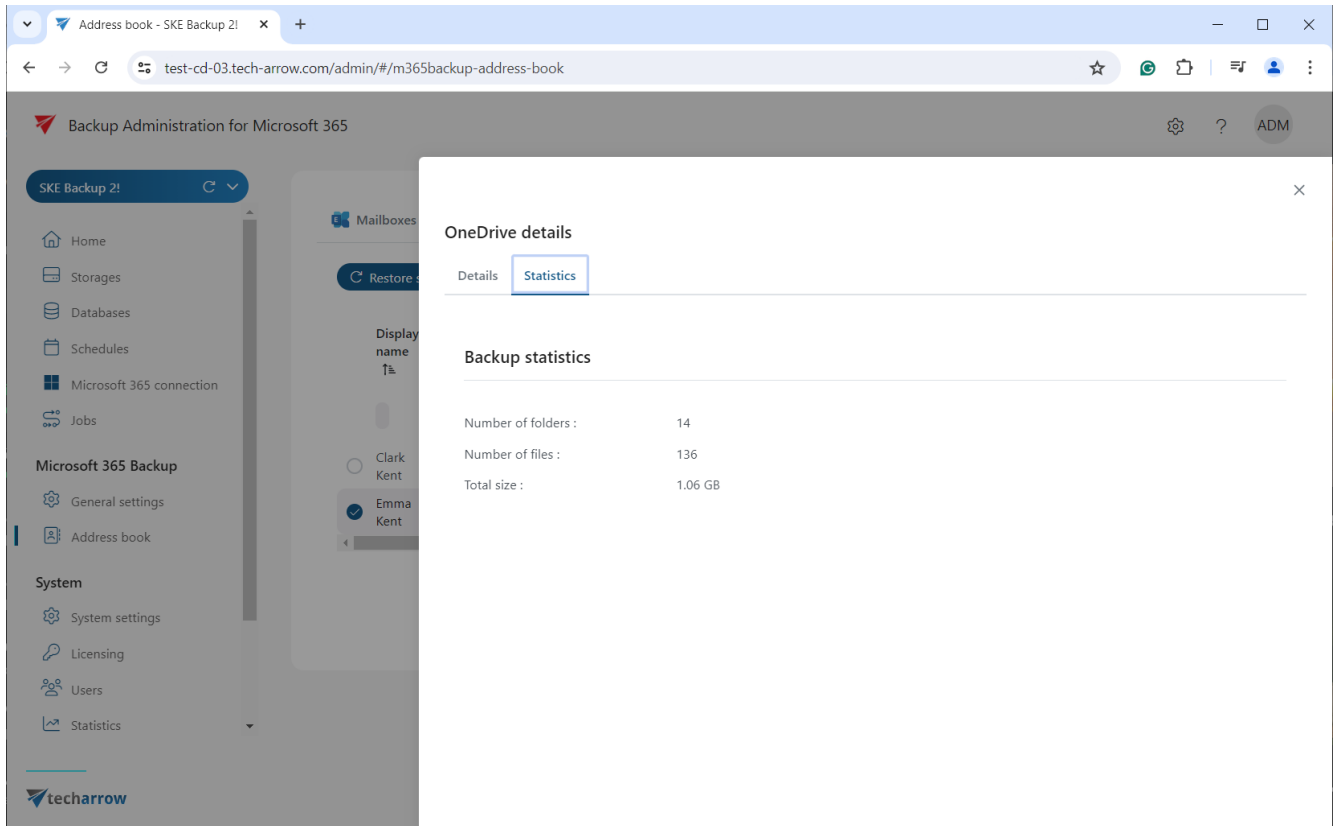 Address book - SKE Backup 2!
test-cd-03.tech-arrow.com/admin/#/m365backup-address-book
Backup Administration for Microsoft 365
ADM
SKE Backup 2!
Home
Storages
Databases
Schedules
Microsoft 365 connection
Jobs
Microsoft 365 Backup
General settings
Address book
System
System settings
Licensing
Users
Statistics
techarrow
Mailboxes
Restore s
Display
name
Clark
Kent
Emma
Kent
OneDrive details
Details Statistics
Backup statistics
Number of folders : 14
Number of files : 136
Total size : 1.06 GB